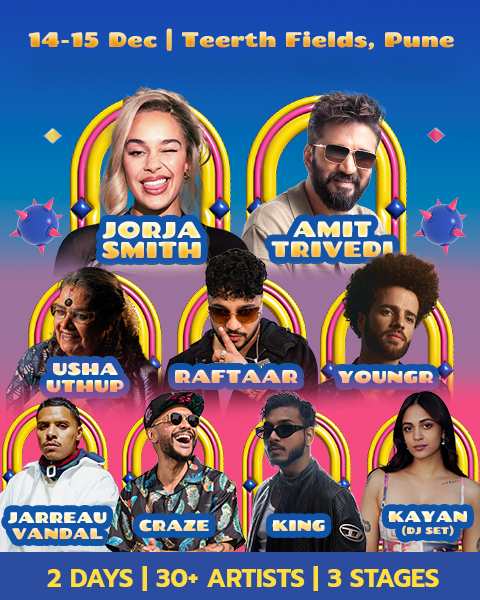 14-15 Dec | Teerth Fields, Pune
JORJA
SMITH
AMIT
TRIVEDI
USHA
UTHUP
RAFTAAR
YOUNGR
JARREAU
VANDAL
CRAZE
KING
KAYAN
(DJ SET)
2 DAYS | 30+ ARTISTS | 3 STAGES